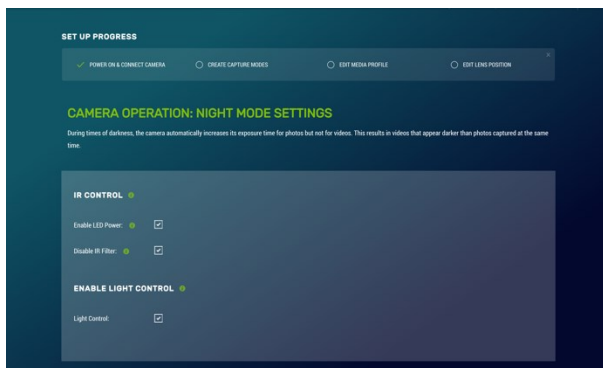 SET UP PROGRESS
POWER ON & CONNECT CAMERA CREATE CAPTURE MODES EDIT MEDIA PROFILE EDIT LENS POSITION
CAMERA OPERATION: NIGHT MODE SETTINGS
During times of darkness, the camera automatically increases its exposure time for photos but not for videos. This results in videos that appear darker than photos captured at the same
time.
IR CONTROL
Enable LED Power:
Disable IR Filter:
ENABLE LIGHT CONTROL
Light Control: